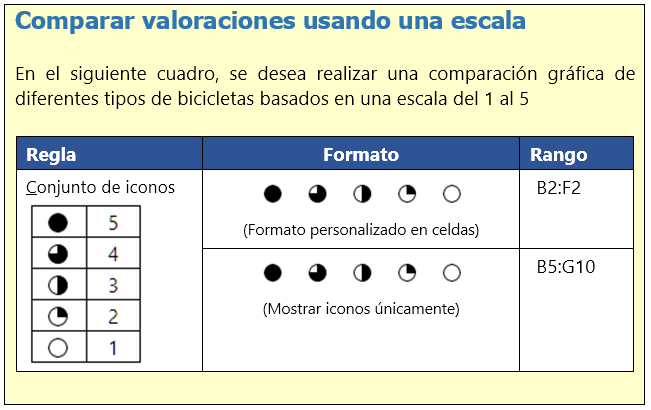 Comparar valoraciones usando una escala
En el siguiente cuadro, se desea realizar una comparación gráfica de
diferentes tipos de bicicletas basados en una escala del 1 al 5
Regla Formato Rango
Conjunto de iconos
5
4
3
2
1
(Formato personalizado en celdas)
B2:F2
(Mostrar iconos únicamente)
B5:G10